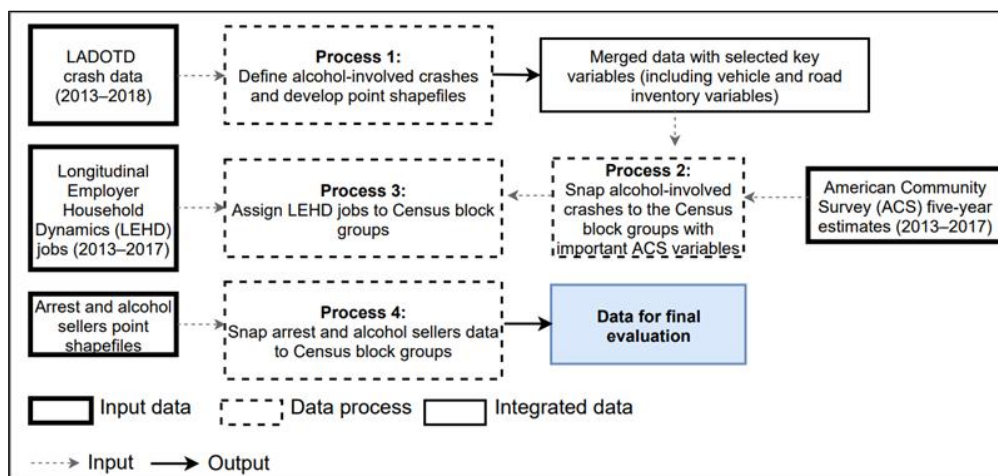 LADOTD
crash data
(2013–2018)
Process 1:
Define alcohol-involved crashes
and develop point shapefiles
Merged data with selected key
variables (including vehicle and road
inventory variables)
Longitudinal
Employer
Household
Dynamics (LEHD)
jobs (2013–2017)
Process 3:
Assign LEHD jobs to Census block
groups
Process 2:
Snap alcohol-involved
crashes to the Census
block groups with
important ACS variables
American Community
Survey (ACS) five-year
estimates (2013–2017)
Arrest and alcohol
sellers point
shapefiles
Process 4:
Snap arrest and alcohol sellers data
to Census block groups
Data for final
evaluation
Input data
Data process
Integrated data
Input
Output